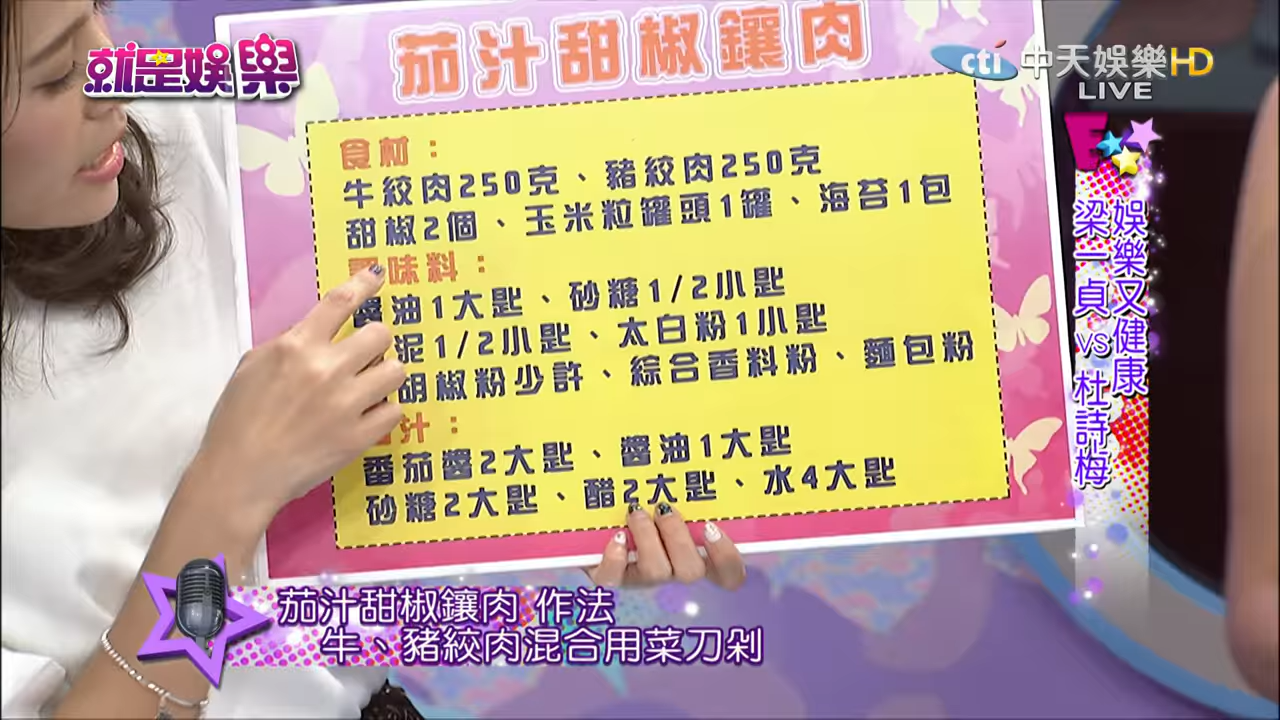 就是娛樂
茄汁甜椒鑲肉
cti 中天娛樂HD
LIVE
食材：
牛絞肉250克、豬絞肉250克
甜椒2個、玉米粒罐頭1罐、海苔1包
味料：
醬油1大匙、砂糖1/2小匙
泥1/2小匙、太白粉1小匙
胡椒粉少許、綜合香料粉、麵包粉
汁：
番茄醬2大匙、醬油1大匙
砂糖2大匙、醋2大匙、水4大匙
娛樂又健康
梁一貞 VS 杜詩梅
茄汁甜椒鑲肉 作法
牛、豬絞肉混合用菜刀剁